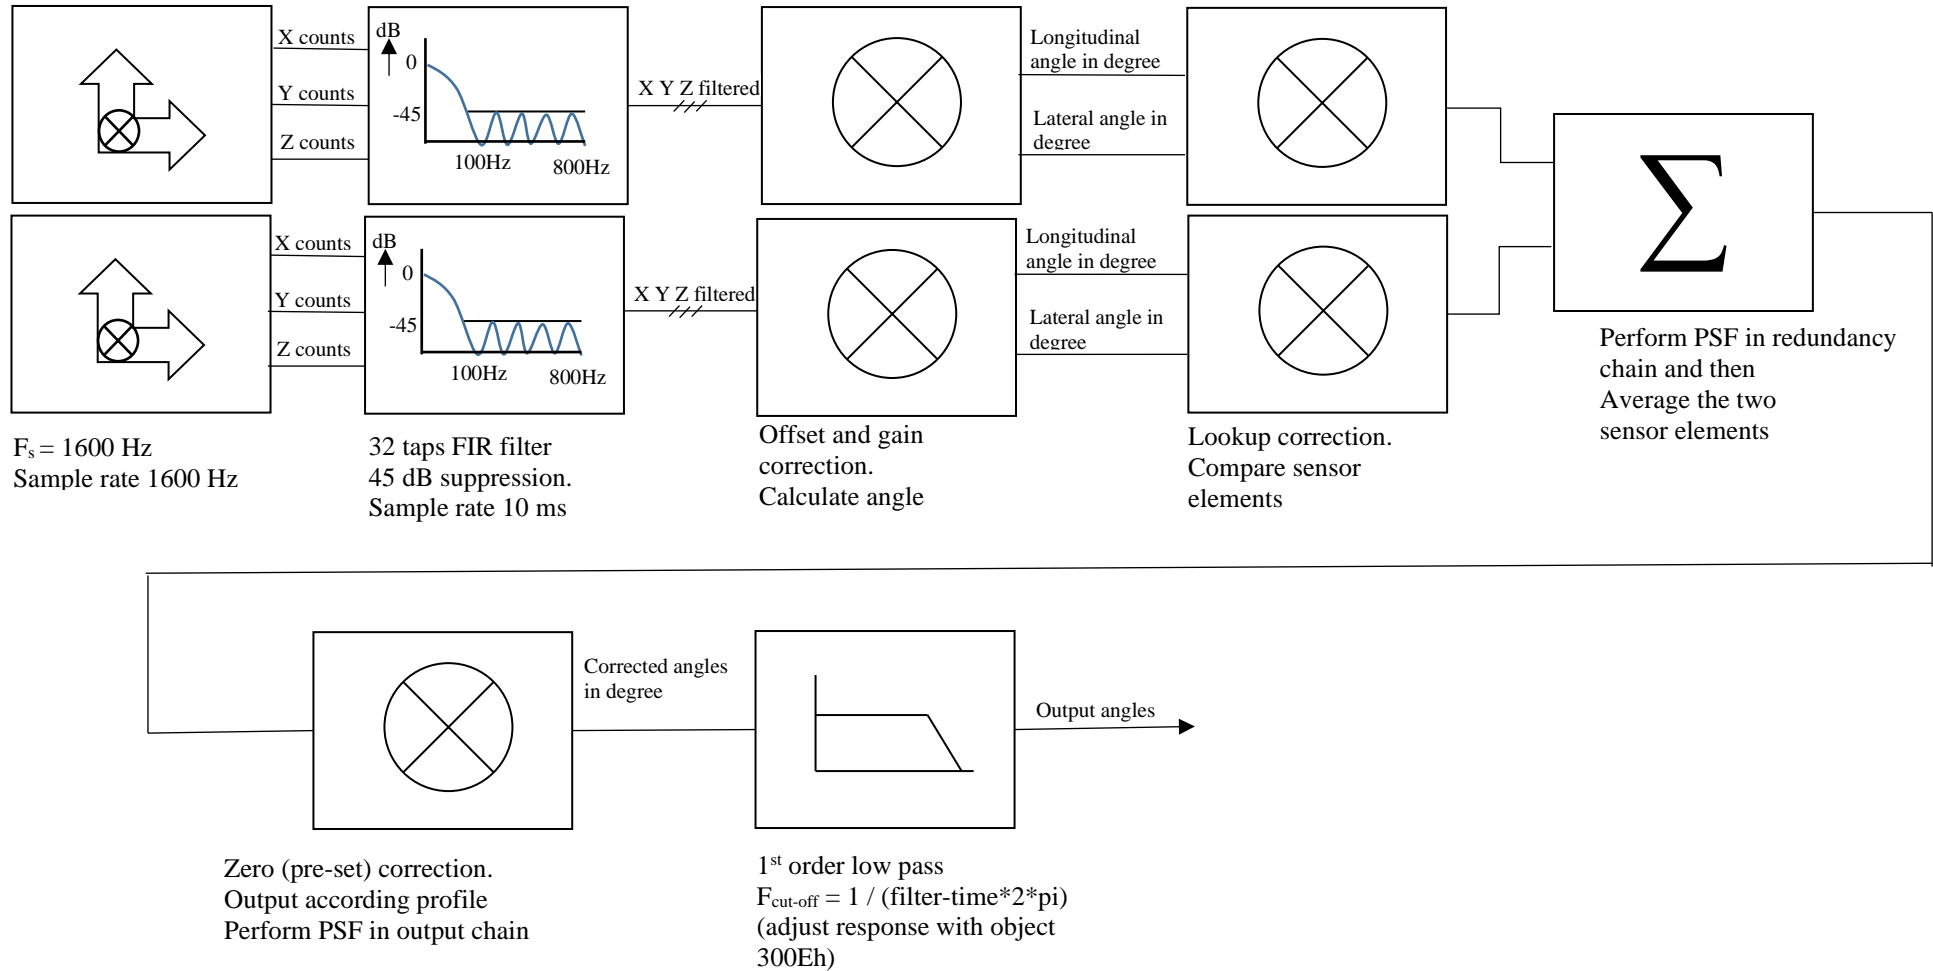 X counts
Y counts
Z counts
dB
0
-45
100Hz
800Hz
X Y Z filtered
Longitudinal
angle in degree
Lateral angle in
degree
X counts
Y counts
Z counts
dB
0
-45
100Hz
800Hz
X Y Z filtered
Longitudinal
angle in degree
Lateral angle in
degree
Σ
Fs = 1600 Hz
Sample rate 1600 Hz
32 taps FIR filter
45 dB suppression.
Sample rate 10 ms
Offset and gain
correction.
Calculate angle
Lookup correction.
Compare sensor
elements
Perform PSF in redundancy
chain and then
Average the two
sensor elements
Corrected angles
in degree
Output angles
Zero (pre-set) correction.
Output according profile
Perform PSF in output chain
1st order low pass
Fcut-off = 1 / (filter-time*2*pi)
(adjust response with object
300Eh)